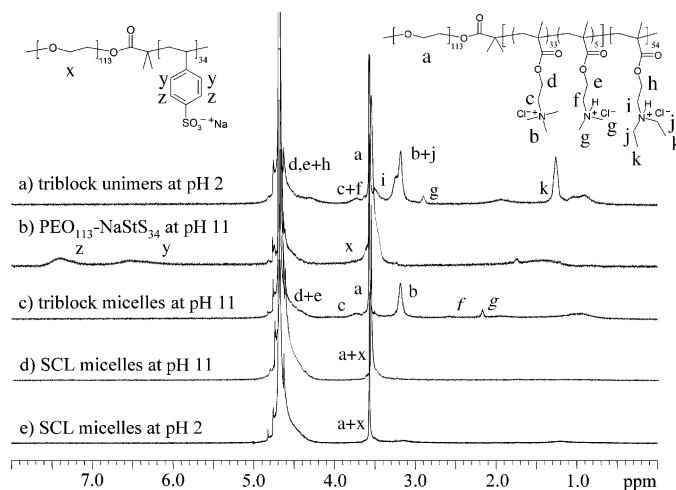 O O 113 O O 34
x
y y
z z
SO₃⁻ ⁺Na
O O 113 33 5 54
a
O O O
O O O
d e h
c f i
Cl⁻ ⁺N N H Cl⁻ N H Cl⁻
b g g j j
k k
a) triblock unimers at pH 2
d,e+h
c+f
a
i
b+j
g
k
b) PEO₁₁₃-NaStS₃₄ at pH 11
z
y
x
c) triblock micelles at pH 11
d+e
c
a
b
f
g
d) SCL micelles at pH 11
a+x
e) SCL micelles at pH 2
a+x
7.0 6.0 5.0 4.0 3.0 2.0 1.0 ppm